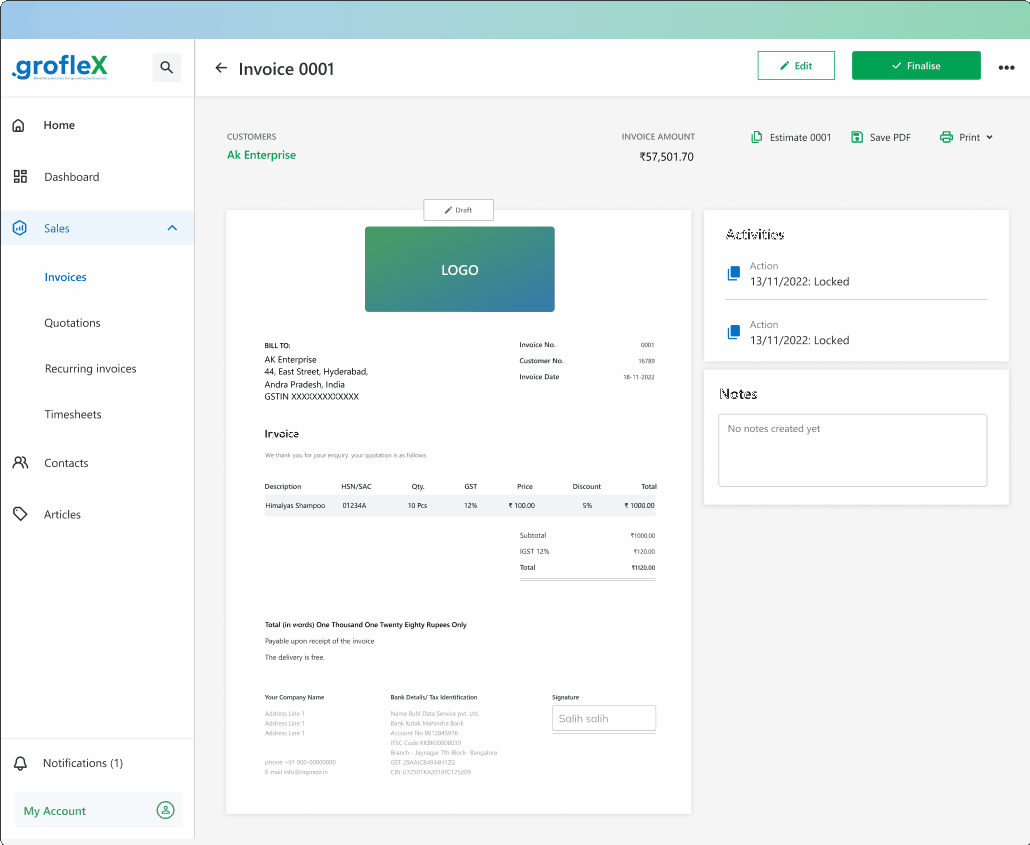 grofleX
Invoice 0001
Edit
Finalise
Home
Dashboard
Sales
Invoices
Quotations
Recurring invoices
Timesheets
Contacts
Articles
Notifications (1)
My Account
CUSTOMERS
Ak Enterprise
INVOICE AMOUNT
₹57,501.70
Estimate 0001
Save PDF
Print
Draft
LOGO
BILL TO:
AK Enterprise
44, East Street, Hyderabad,
Andra Pradesh, India
GSTIN XXXXXXXXXXXXX
Invoice No. 0001
Customer No. 16789
Invoice Date 18-11-2022
Invoice
We thank you for your enquiry. your quotation is as follows
Description HSN/SAC Qty. GST Price Discount Total
Himalyas Shampoo 01234A 10 Pcs 12% ₹ 100.00 5% ₹ 1000.00
Subtotal ₹1000.00
IGST 12% ₹120.00
Total ₹1120.00
Total (in words) One Thousand One Twenty Eighty Rupees Only
Payable upon receipt of the invoice
The delivery is free.
Your Company Name
Address Line 1
Address Line 1
Address Line 1
phone +91 000-00000000
E-mail info@imprezz.in
Bank Details/ Tax Identification
Name Buhl Data Service pvt. Ltd.
Bank Kotak Mahindra Bank
Account No 8012845916
IFSC Code KKBK00008039
Branch - Jaynagar 7th Block- Bangalore
GST 29AAICB4934H1ZG
CIN U72501KA2019TC125209
Signature
Salih salih
Activities
Action
13/11/2022: Locked
Action
13/11/2022: Locked
Notes
No notes created yet